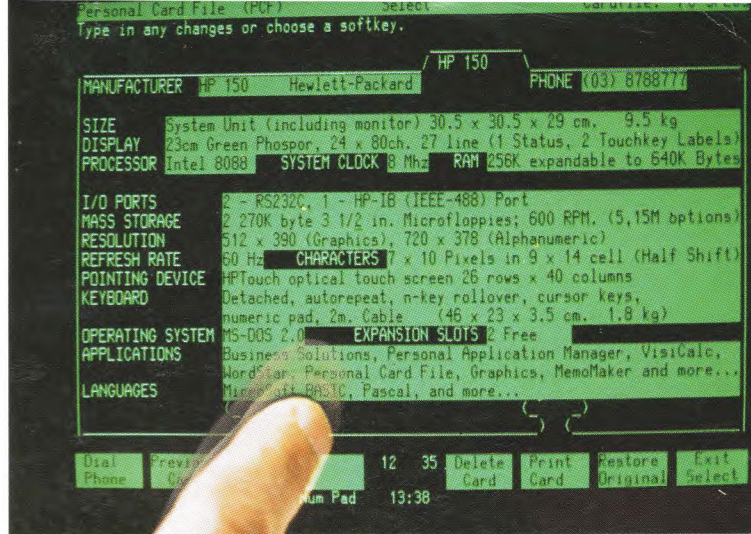 Personal Card File (PCF) Select Cardfile:
Type in any changes or choose a softkey.
HP 150
MANUFACTURER HP 150 Hewlett-Packard PHONE (03) 8788777
SIZE System Unit (including monitor) 30.5 x 30.5 x 29 cm. 9.5 kg
DISPLAY 23cm Green Phospor, 24 x 80ch. 27 line (1 Status, 2 Touchkey Labels)
PROCESSOR Intel 8088 SYSTEM CLOCK 8 Mhz RAM 256K expandable to 640K Bytes
I/O PORTS 2 - RS232C, 1 - HP-IB (IEEE-488) Port
MASS STORAGE 2 270K byte 3 1/2 in. Microfloppies; 600 RPM. (5,15M options)
RESOLUTION 512 x 390 (Graphics), 720 x 378 (Alphanumeric)
REFRESH RATE 60 Hz CHARACTERS 7 x 10 Pixels in 9 x 14 cell (Half Shift)
POINTING DEVICE HPTouch optical touch screen 26 rows x 40 columns
KEYBOARD Detached, autorepeat, n-key rollover, cursor keys,
numeric pad, 2m. Cable (46 x 23 x 3.5 cm. 1.8 kg)
OPERATING SYSTEM MS-DOS 2.0 EXPANSION SLOTS 2 Free
APPLICATIONS Business Solutions, Personal Application Manager, VisiCalc,
WordStar, Personal Card File, Graphics, MemoMaker and more...
LANGUAGES Microsoft BASIC, Pascal, and more...
Dial Previ 12 35 Delete Print Restore Exit
Phone Card Card Original Select
Num Pad 13:38